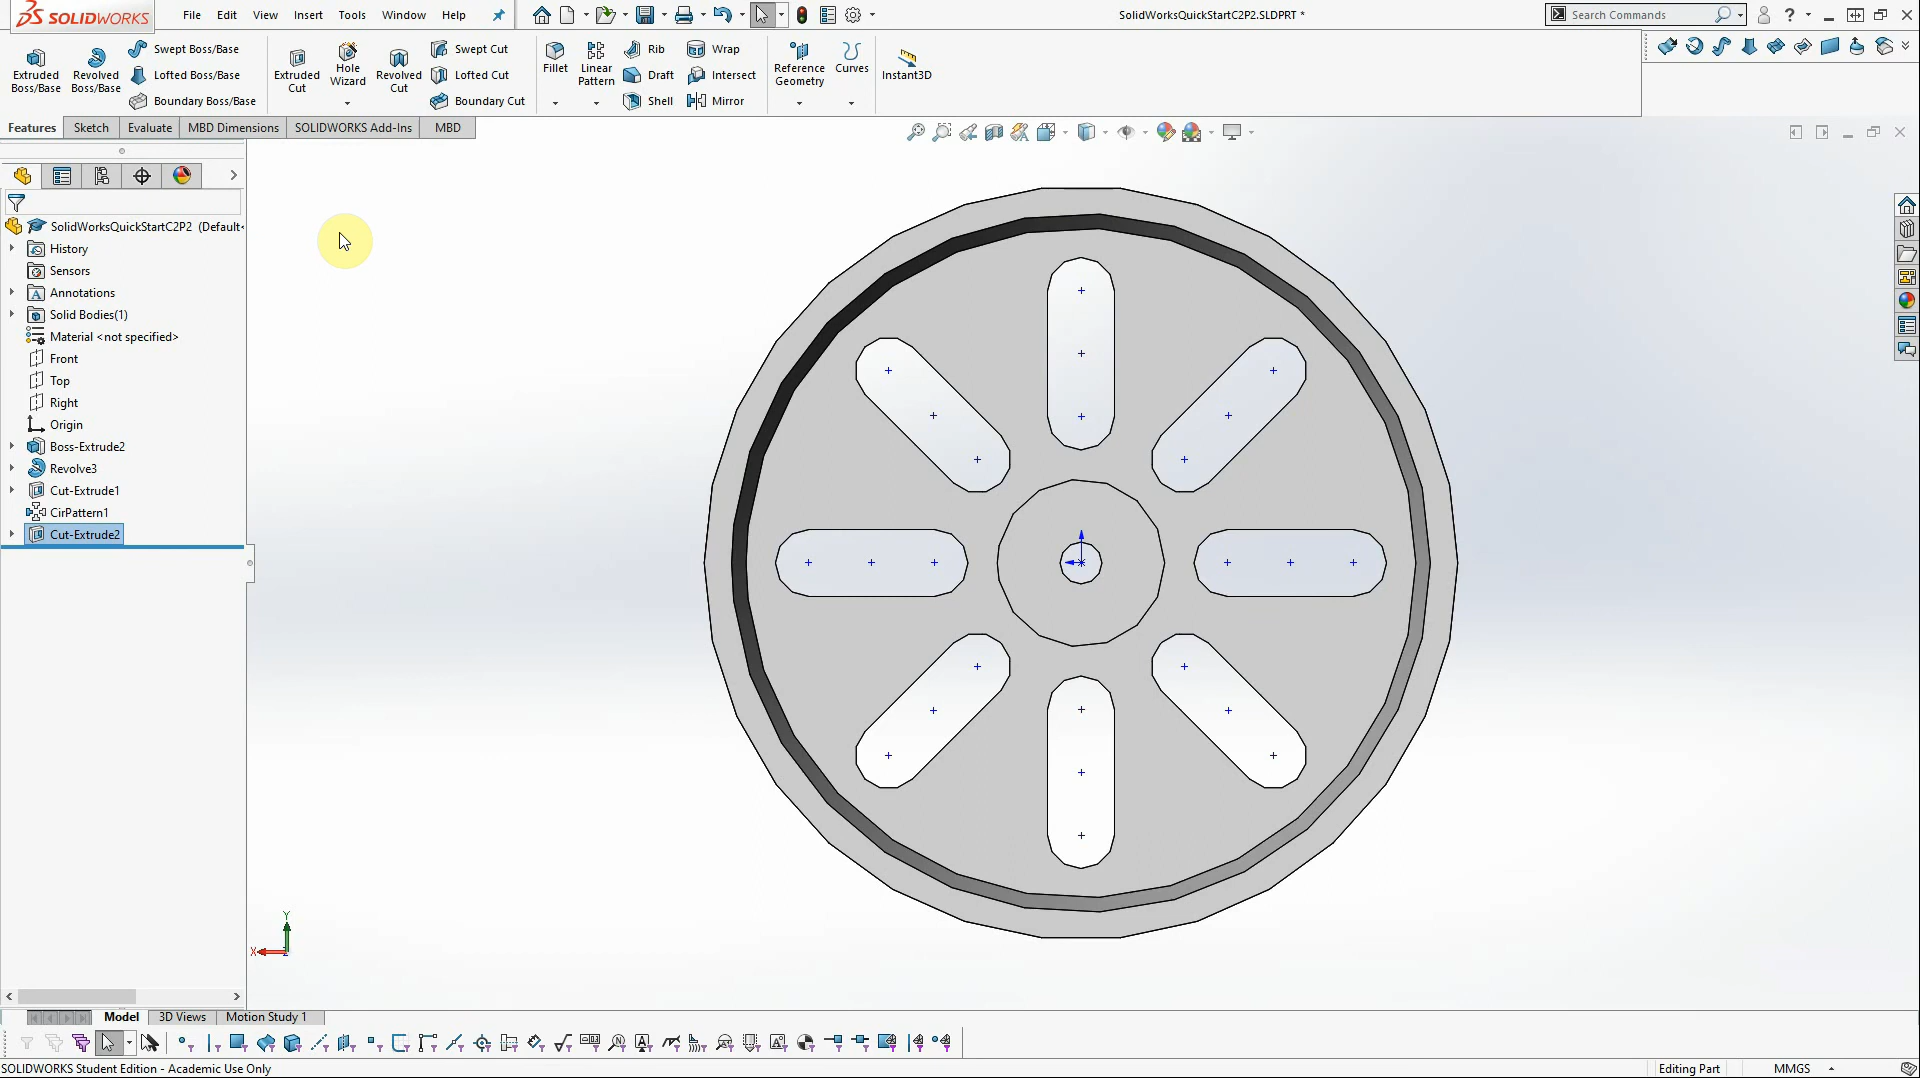 SOLIDWORKS
File Edit View Insert Tools Window Help
SolidWorksQuickStartC2P2.SLDPRT *
Search Commands
Extruded Boss/Base
Revolved Boss/Base
Swept Boss/Base
Lofted Boss/Base
Boundary Boss/Base
Extruded Cut
Hole Wizard
Revolved Cut
Swept Cut
Lofted Cut
Boundary Cut
Fillet
Linear Pattern
Rib
Draft
Shell
Wrap
Intersect
Mirror
Reference Geometry
Curves
Instant3D
Features Sketch Evaluate MBD Dimensions SOLIDWORKS Add-Ins MBD
SolidWorksQuickStartC2P2 (Default<
History
Sensors
Annotations
Solid Bodies(1)
Material <not specified>
Front
Top
Right
Origin
Boss-Extrude2
Revolve3
Cut-Extrude1
CirPattern1
Cut-Extrude2
Y
X
Model 3D Views Motion Study 1
SOLIDWORKS Student Edition - Academic Use Only
Editing Part
MMGS